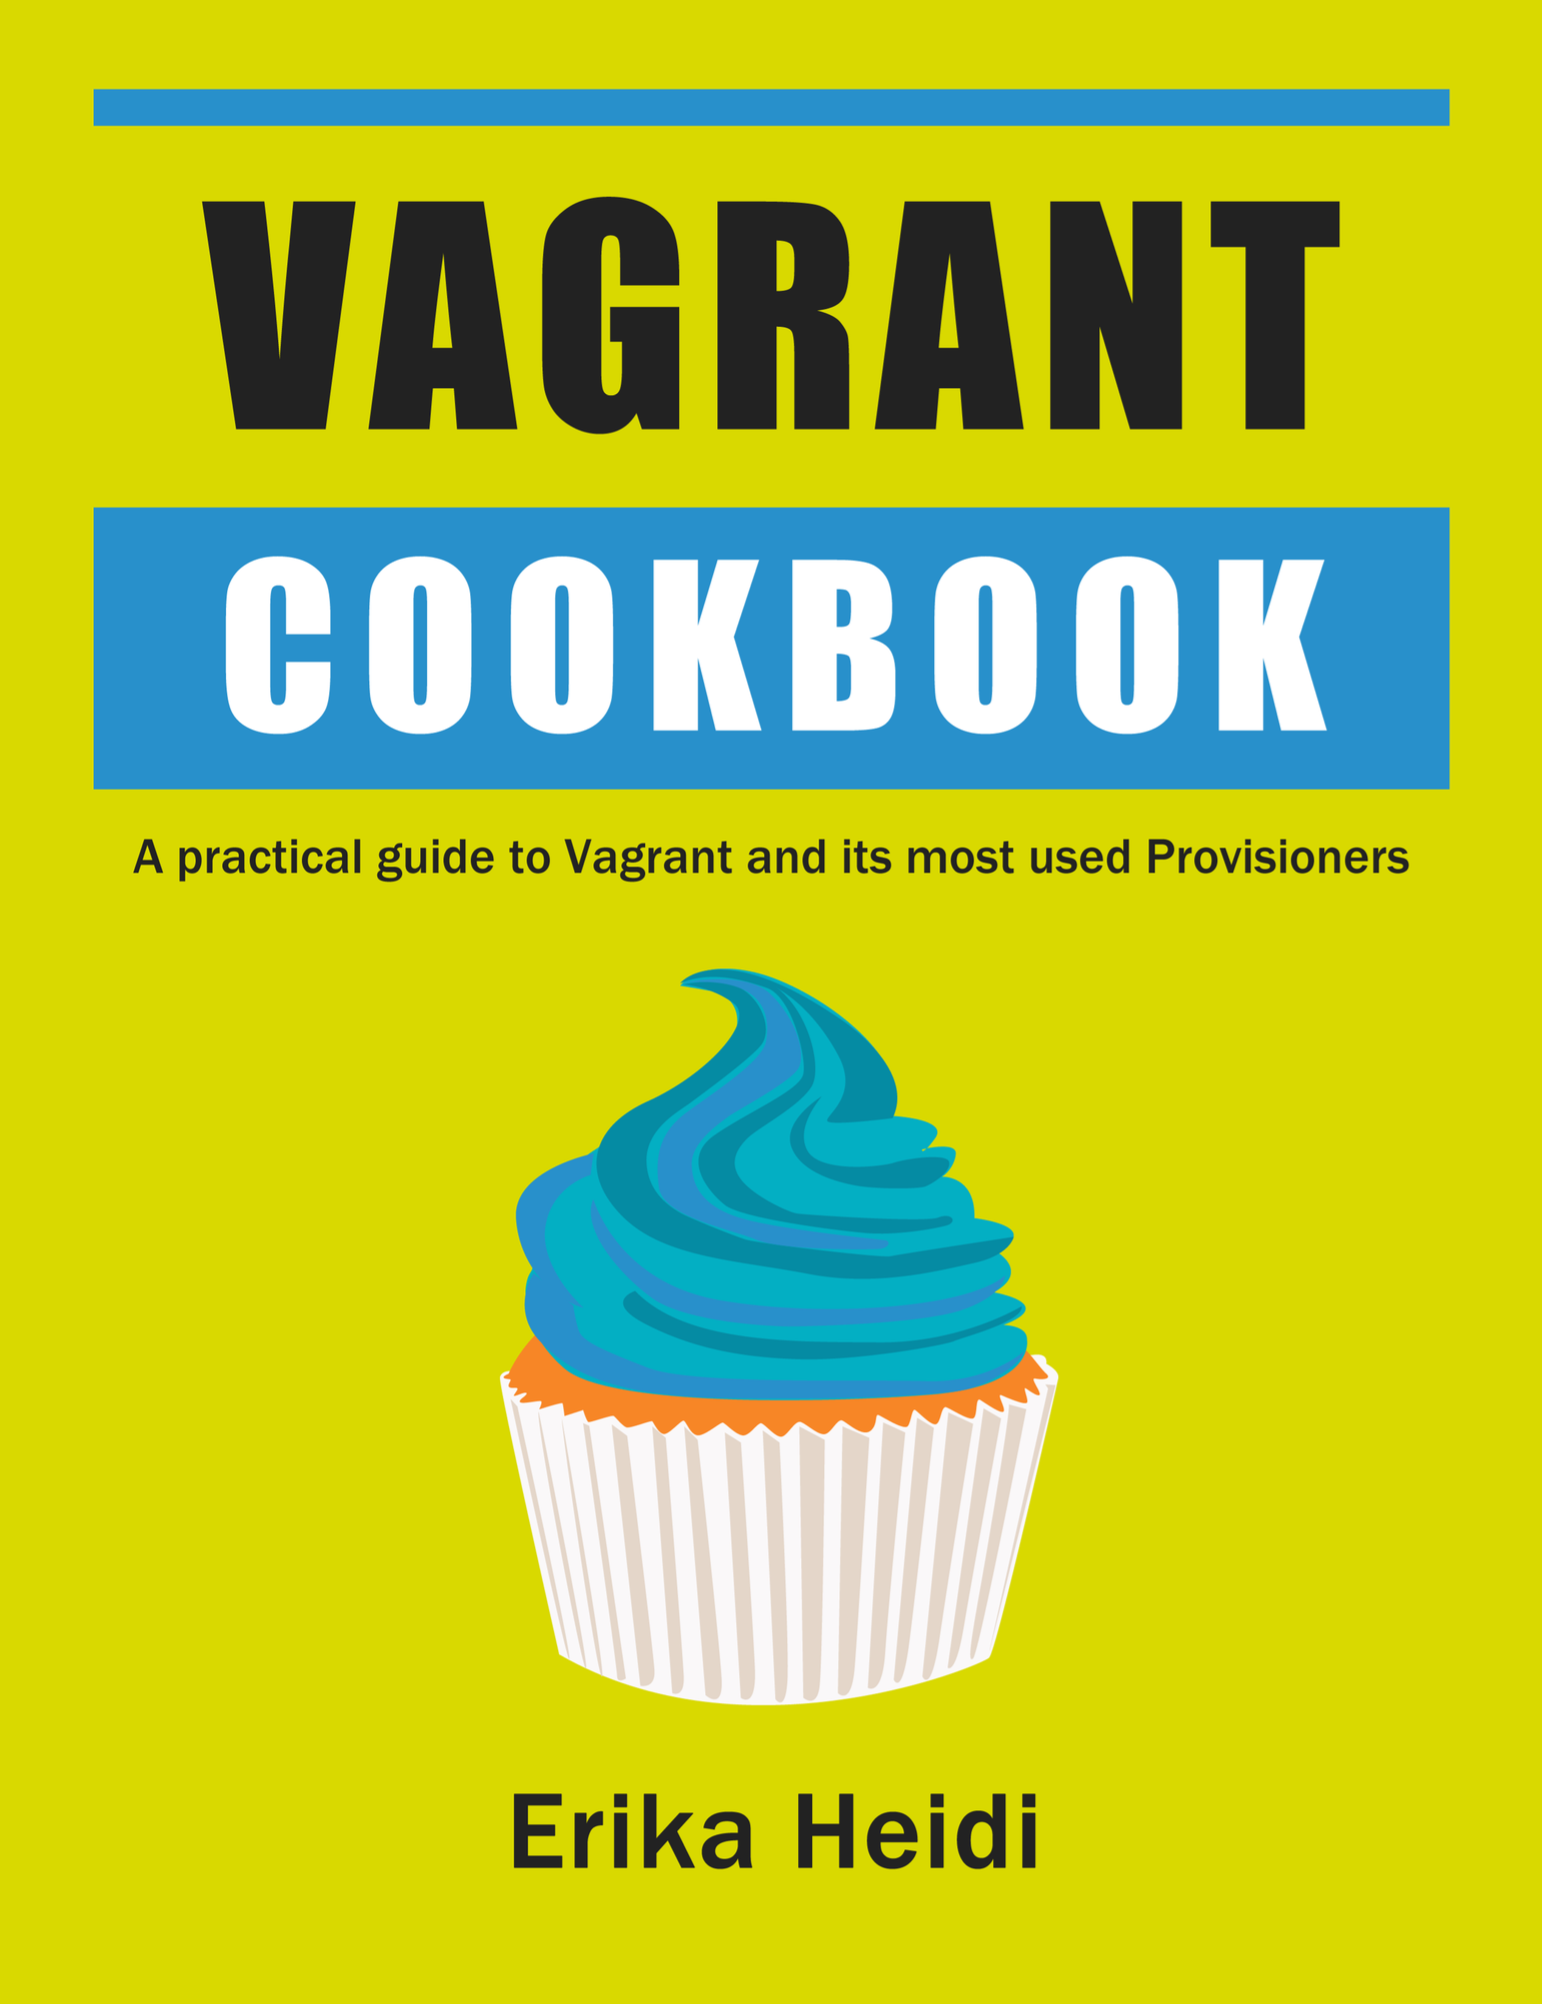 VAGRANT
COOKBOOK
A practical guide to Vagrant and its most used Provisioners
Erika Heidi